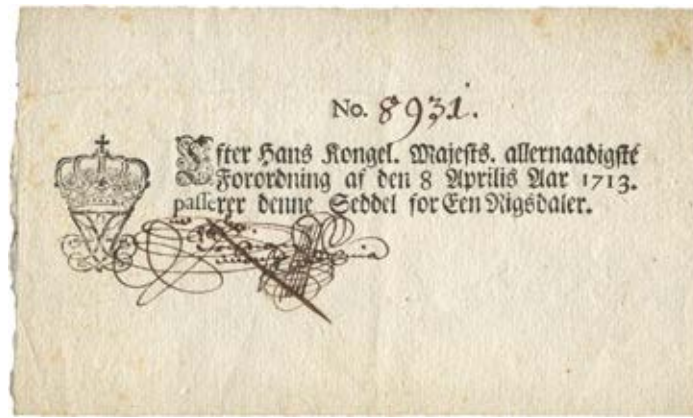 No. 8931.
Efter Hans Kongel. Majests. allernaadigste
Forordning af den 8 Aprilis Aar 1713.
passerer denne Seddel for Een Rigsdaler.